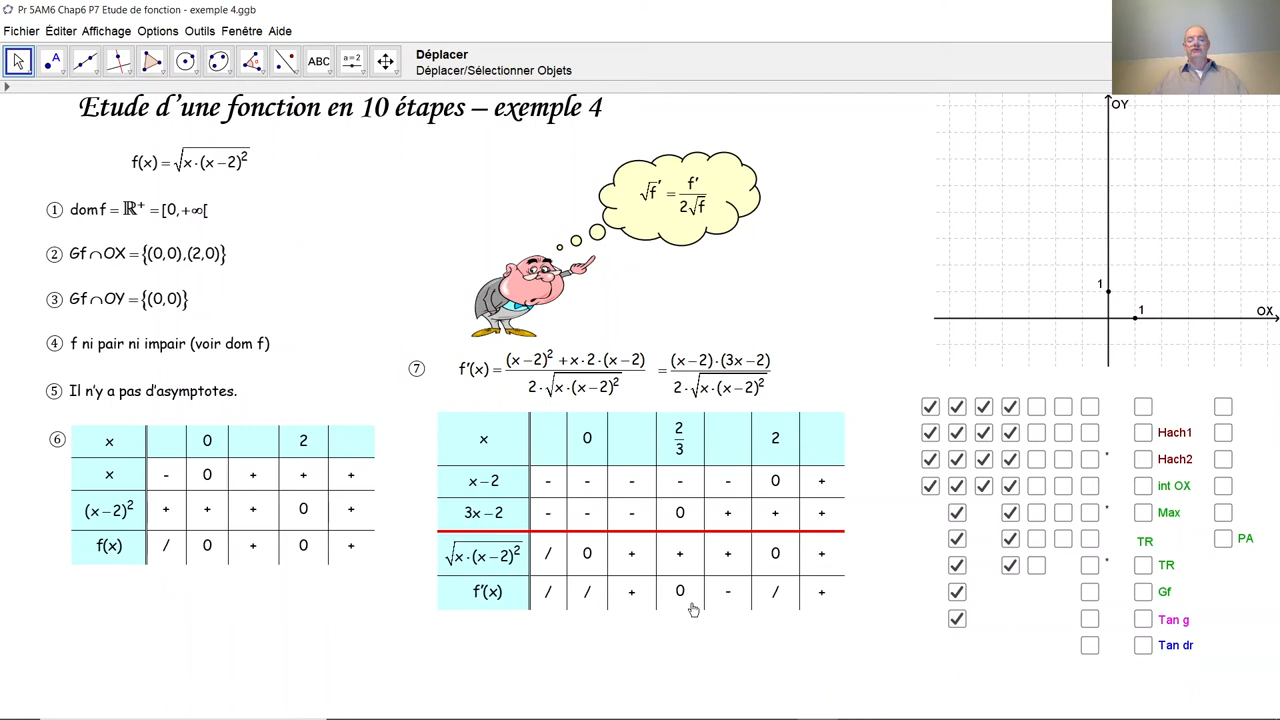 Pr 5AM6 Chap6 P7 Etude de fonction - exemple 4.ggb
Fichier Éditer Affichage Options Outils Fenêtre Aide
A ABC a=2 α
Déplacer
Déplacer/Sélectionner Objets
Etude d'une fonction en 10 étapes – exemple 4
f(x) = √(x·(x−2)²)
① dom f = ℝ⁺ = [0,+∞[
② Gf ∩ OX = {(0,0),(2,0)}
③ Gf ∩ OY = {(0,0)}
④ f ni pair ni impair (voir dom f)
⑤ Il n'y a pas d'asymptotes.
⑥
x 0 2
x - 0 + + +
(x−2)² + + + 0 +
f(x) / 0 + 0 +
√f ′ = f′ / 2√f
⑦ f′(x) = ((x−2)² + x·2·(x−2)) / (2·√(x·(x−2)²)) = ((x−2)·(3x−2)) / (2·√(x·(x−2)²))
x 0 2/3 2
x−2 - - - - - 0 +
3x−2 - - - 0 + + +
√(x·(x−2)²) / 0 + + + 0 +
f′(x) / / + 0 - / +
OY
1
1
OX
Hach1
* Hach2
int OX
* Max
TR PA
* TR
Gf
Tan g
Tan dr